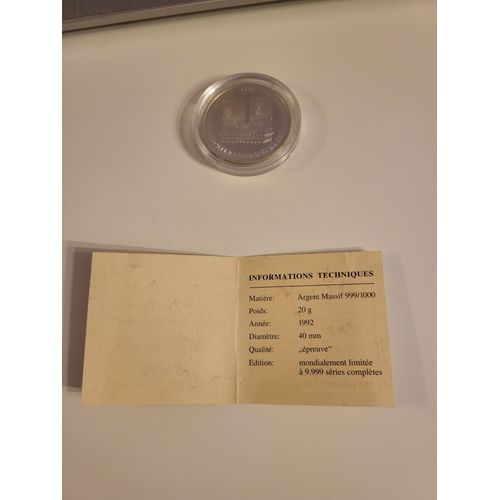 INFORMATIONS TECHNIQUES
Matière: Argent Massif 999/1000
Poids: 20 g
Année: 1992
Diamètre: 40 mm
Qualité: „épreuve“
Edition: mondialement limitée
à 9.999 séries complètes